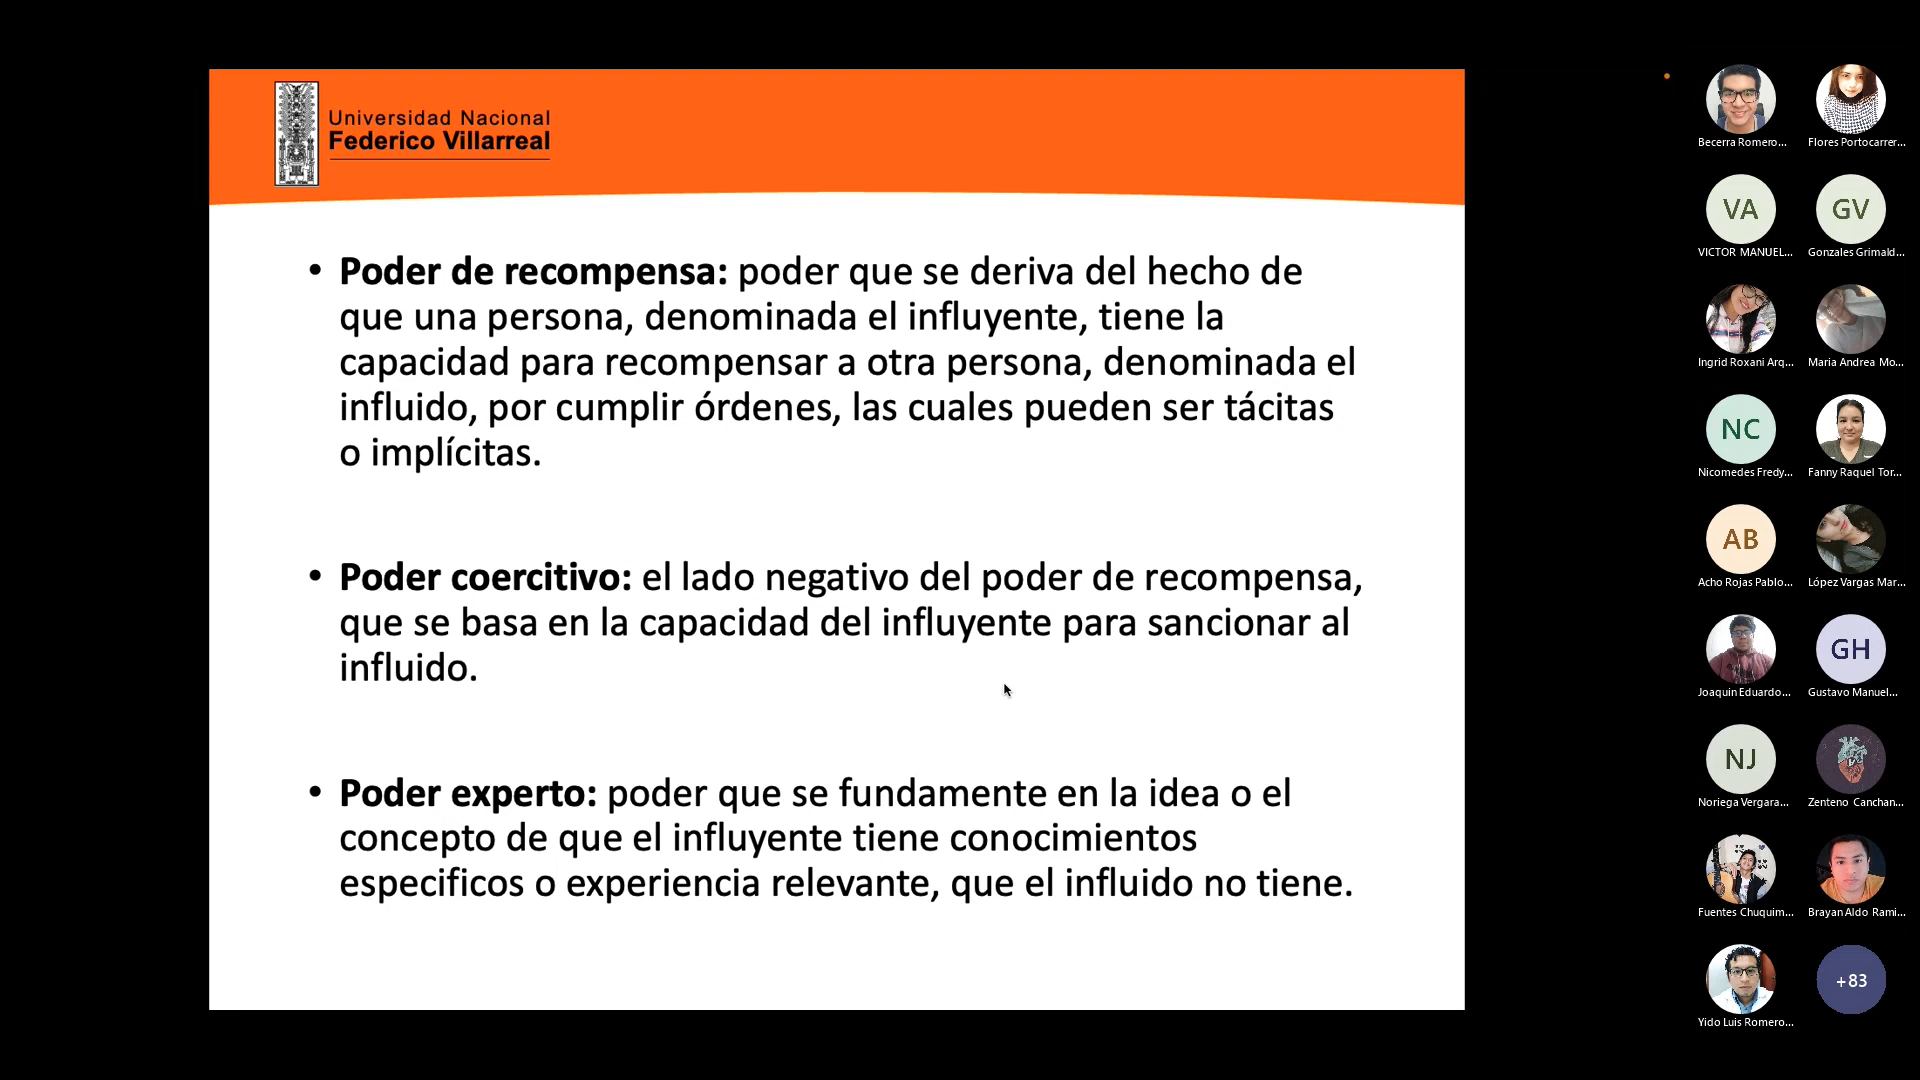 Universidad Nacional
Federico Villarreal
• Poder de recompensa: poder que se deriva del hecho de
que una persona, denominada el influyente, tiene la
capacidad para recompensar a otra persona, denominada el
influido, por cumplir órdenes, las cuales pueden ser tácitas
o implícitas.
• Poder coercitivo: el lado negativo del poder de recompensa,
que se basa en la capacidad del influyente para sancionar al
influido.
• Poder experto: poder que se fundamente en la idea o el
concepto de que el influyente tiene conocimientos
especificos o experiencia relevante, que el influido no tiene.
Becerra Romero...
Flores Portocarrer...
VA
GV
VICTOR MANUEL...
Gonzales Grimald...
Ingrid Roxani Arq...
Maria Andrea Mo...
NC
Nicomedes Fredy...
Fanny Raquel Tor...
AB
Acho Rojas Pablo...
López Vargas Mar...
GH
Joaquin Eduardo...
Gustavo Manuel...
NJ
Noriega Vergara...
Zenteno Canchan...
Fuentes Chuquim...
Brayan Aldo Rami...
+83
Yido Luis Romero...